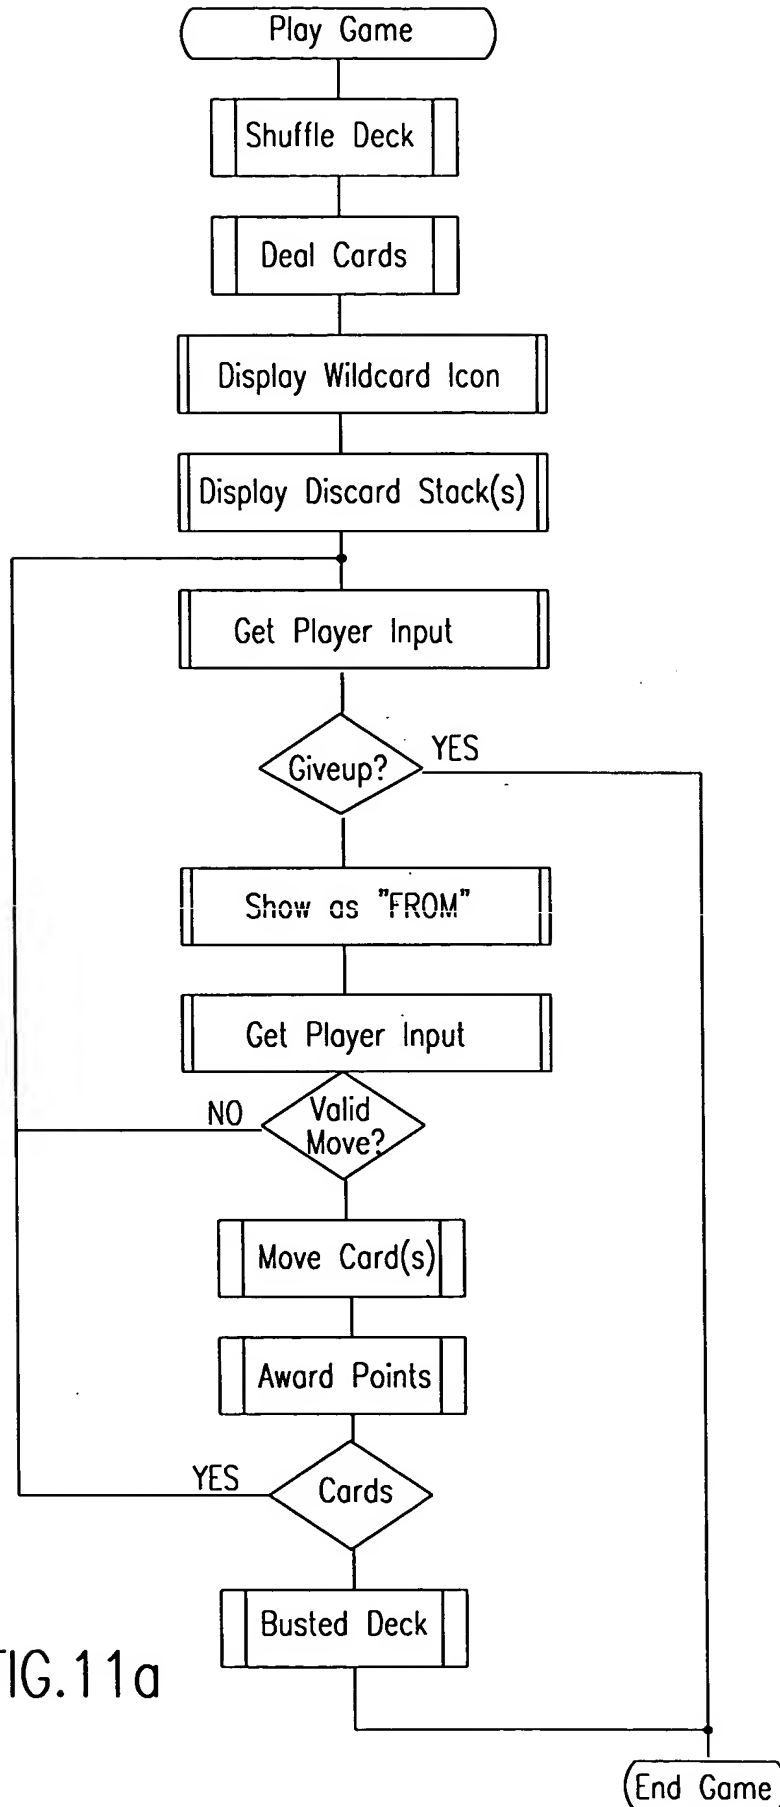 Play Game
Shuffle Deck
Deal Cards
Display Wildcard Icon
Display Discard Stack(s)
Get Player Input
Giveup?
YES
Show as "FROM"
Get Player Input
NO
Valid
Move?
Move Card(s)
Award Points
YES
Cards
Busted Deck
FIG.11a
End Game